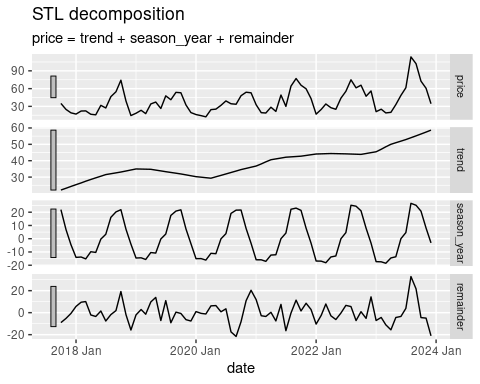 STL decomposition
price = trend + season_year + remainder
90
60
30
price
60
50
40
30
trend
20
10
0
-10
-20
season_year
20
0
-20
remainder
2018 Jan 2020 Jan 2022 Jan 2024 Jan
date